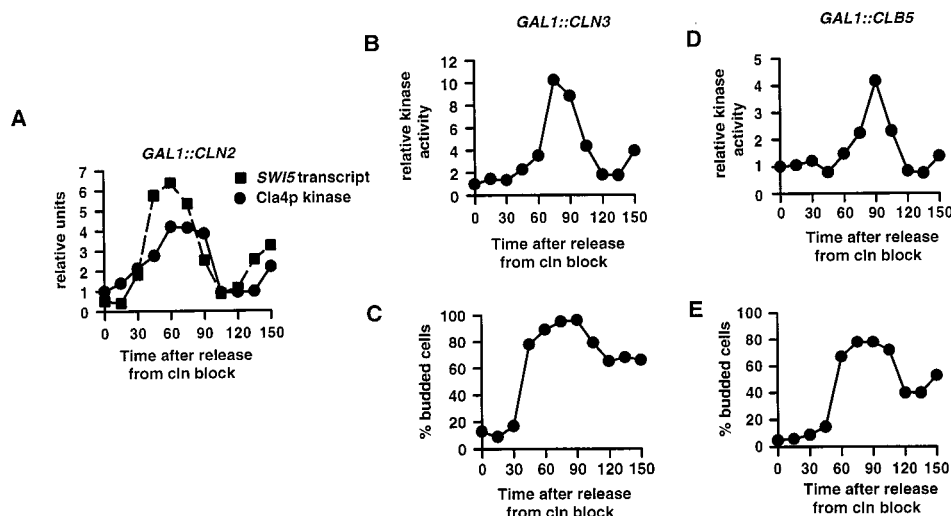 A
GAL1::CLN2
relative units
7
6
5
4
3
2
1
0
0 30 60 90 120 150
SWI5 transcript
Cla4p kinase
Time after release
from cln block
B
GAL1::CLN3
relative kinase
activity
12
10
8
6
4
2
0
0 30 60 90 120 150
Time after release
from cln block
C
% budded cells
100
80
60
40
20
0
0 30 60 90 120 150
Time after release
from cln block
D
GAL1::CLB5
relative kinase
activity
5
4
3
2
1
0
0 30 60 90 120 150
Time after release
from cln block
E
% budded cells
100
80
60
40
20
0
0 30 60 90 120 150
Time after release
from cln block